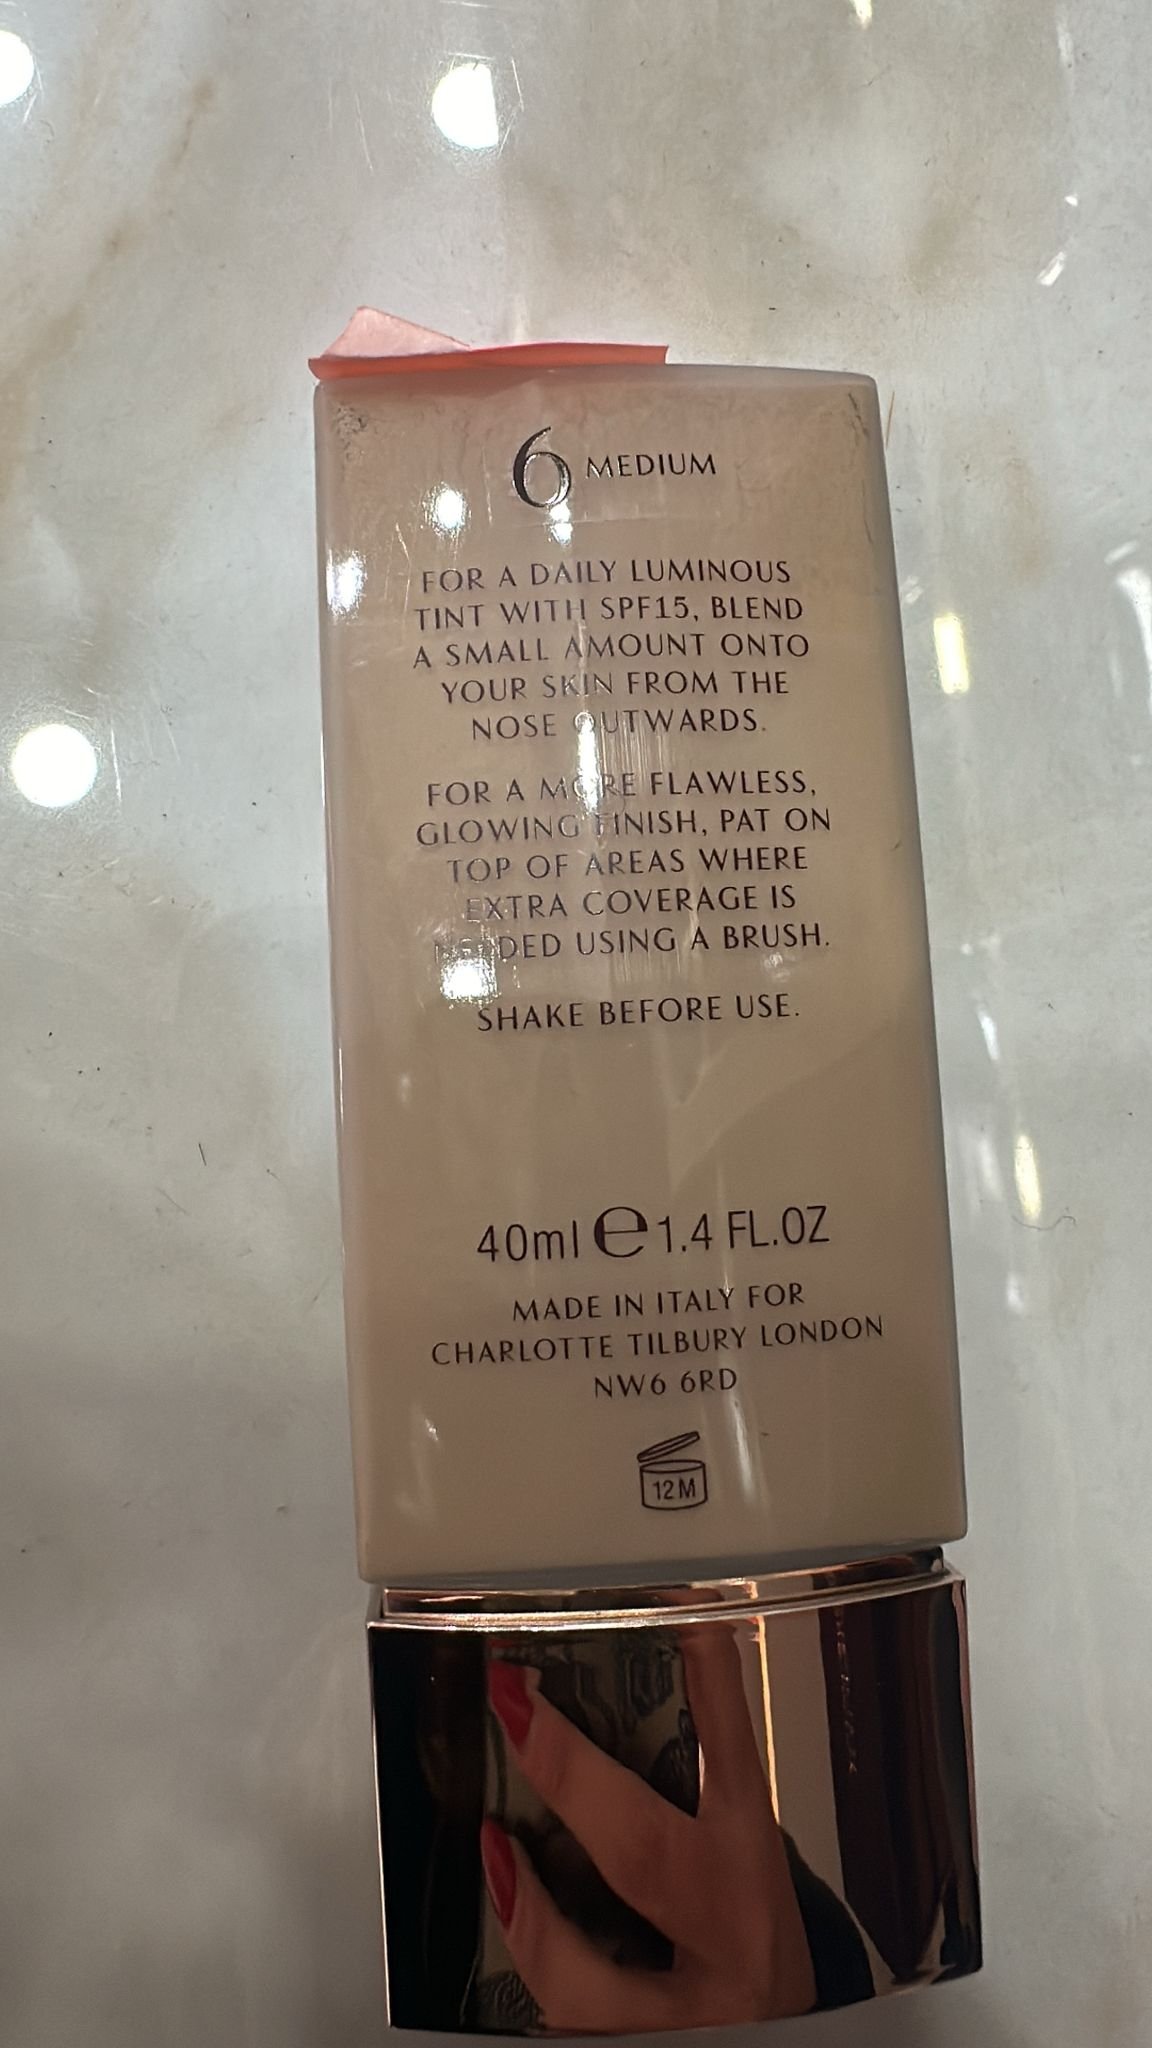 6 MEDIUM
FOR A DAILY LUMINOUS
TINT WITH SPF15, BLEND
A SMALL AMOUNT ONTO
YOUR SKIN FROM THE
NOSE OUTWARDS.
FOR A MORE FLAWLESS,
GLOWING FINISH, PAT ON
TOP OF AREAS WHERE
EXTRA COVERAGE IS
NEEDED USING A BRUSH.
SHAKE BEFORE USE.
40ml e 1.4 FL.OZ
MADE IN ITALY FOR
CHARLOTTE TILBURY LONDON
NW6 6RD
12M